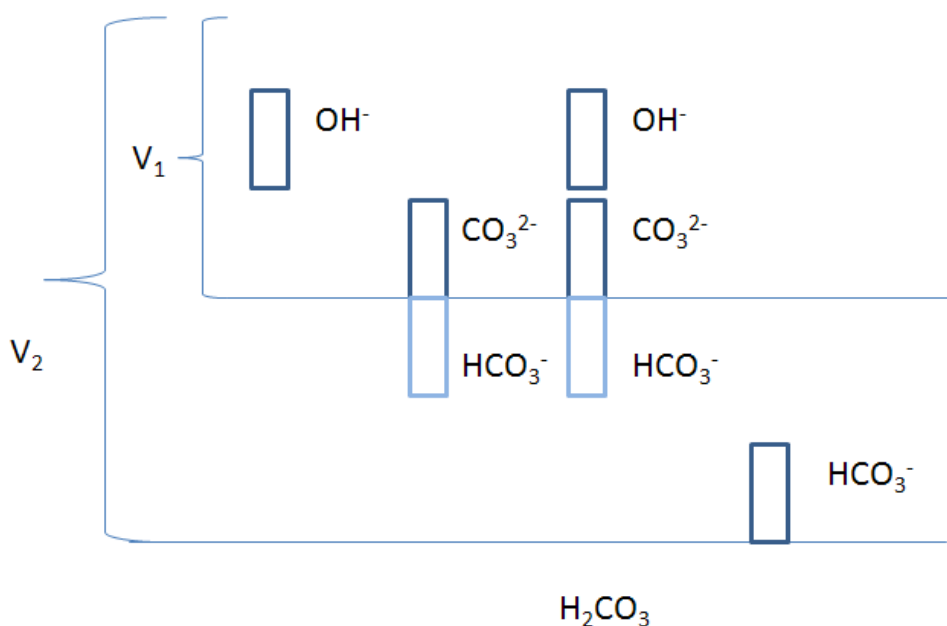 OH⁻ OH⁻
V₁
CO₃²⁻ CO₃²⁻
V₂
HCO₃⁻ HCO₃⁻
HCO₃⁻
H₂CO₃